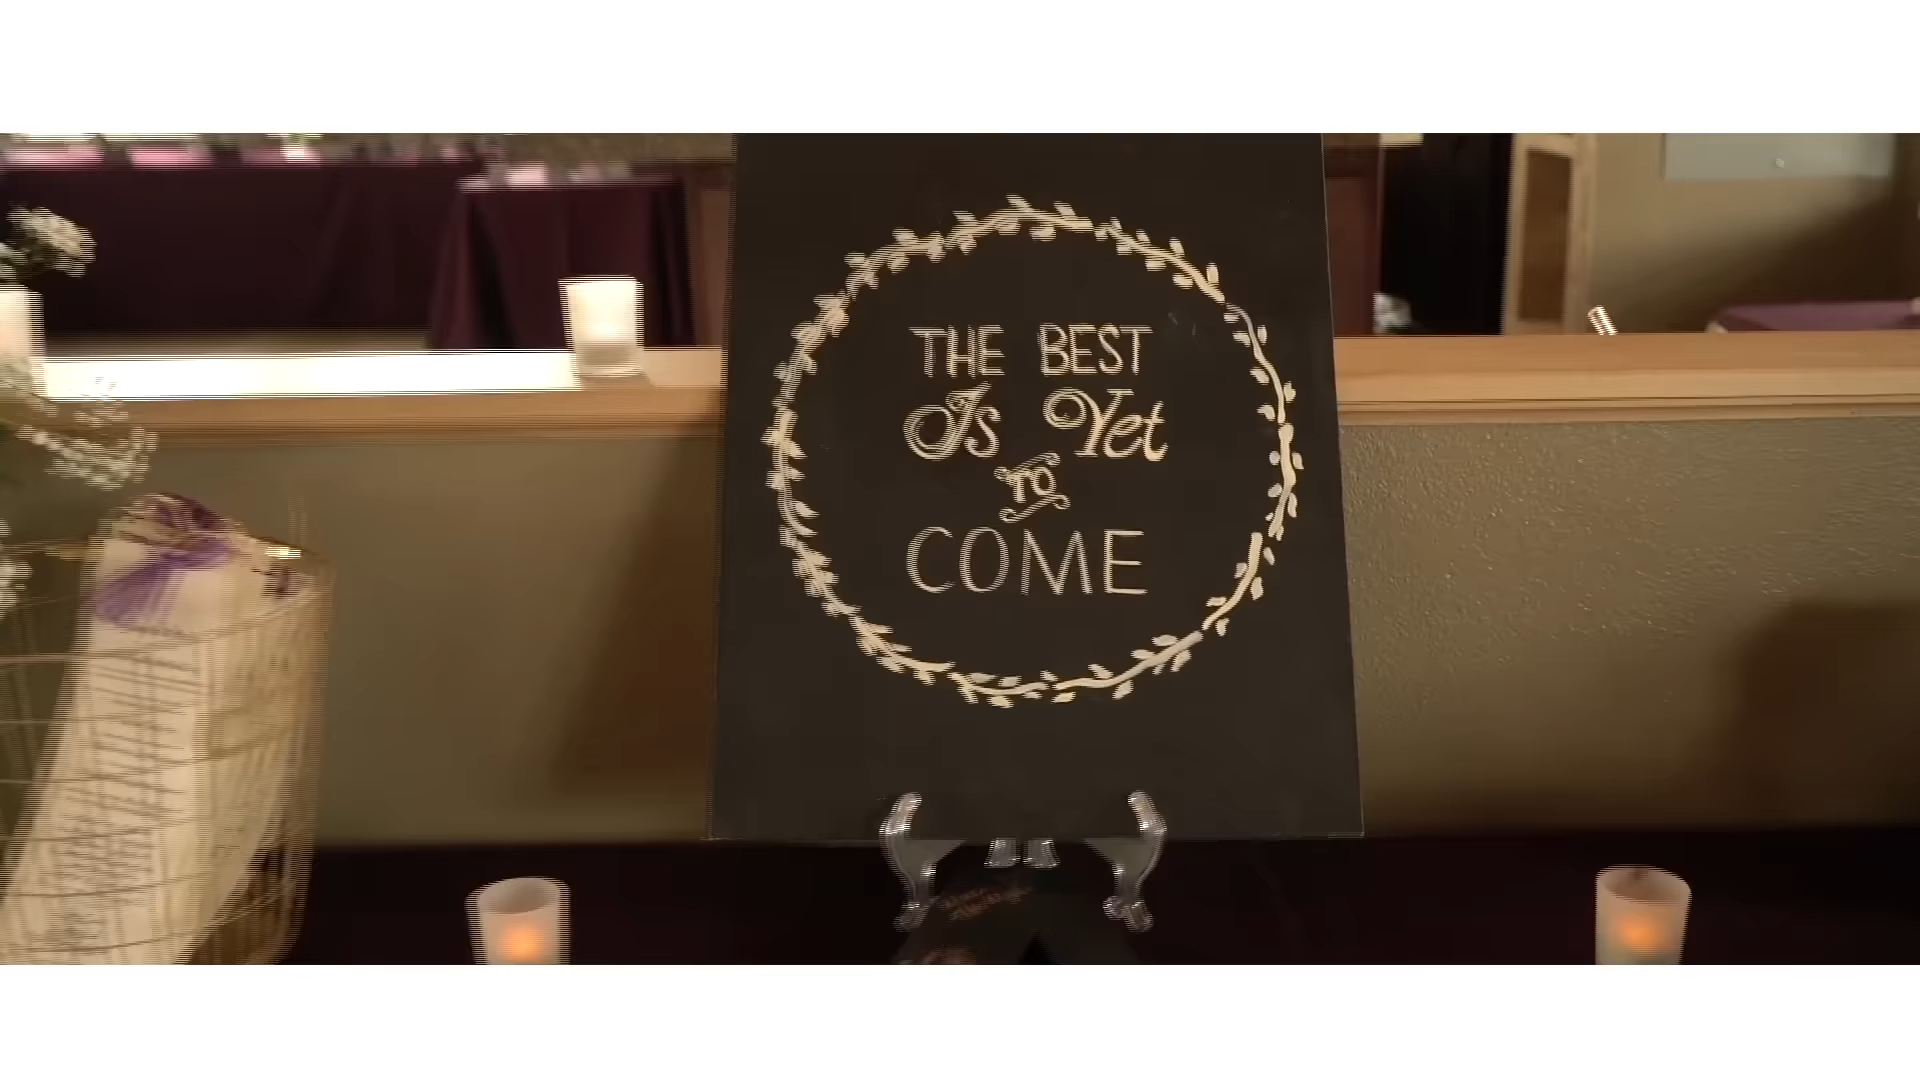 THE BEST
Is Yet
TO
COME